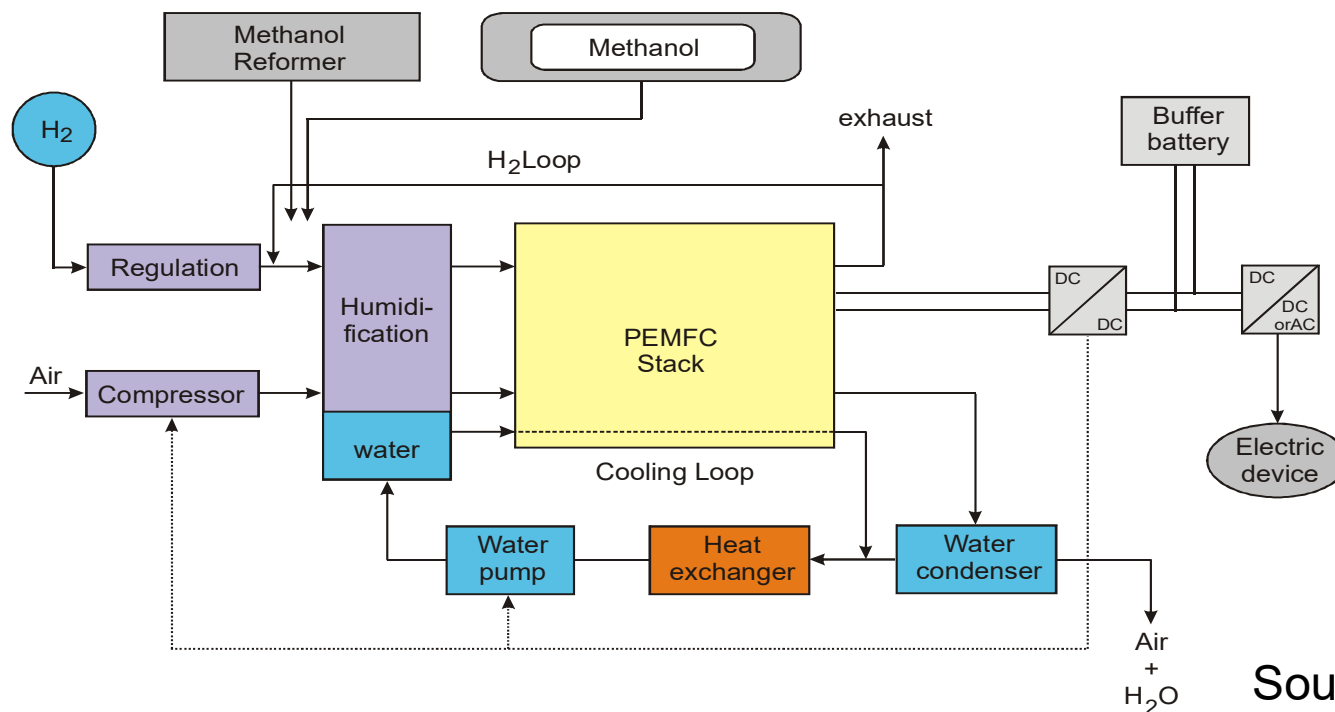 Methanol
Reformer
Methanol
H2
exhaust
Buffer
battery
H2Loop
Regulation
Humidi-
fication
PEMFC
Stack
DC
DC
DC
DC
orAC
Air
Compressor
water
Cooling Loop
Electric
device
Water
pump
Heat
exchanger
Water
condenser
Air
+
H2O
Sou